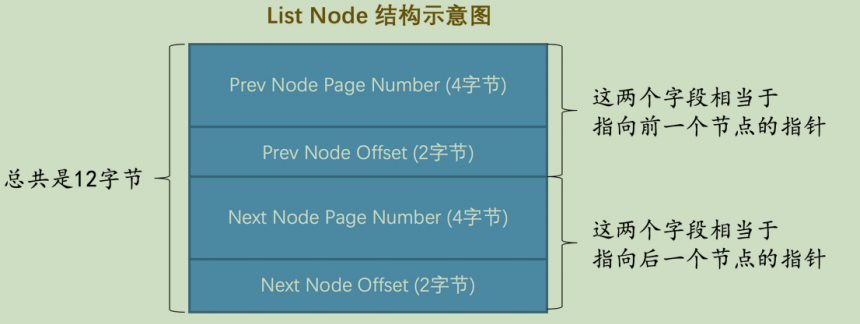 List Node 结构示意图
Prev Node Page Number (4字节)
Prev Node Offset (2字节)
Next Node Page Number (4字节)
Next Node Offset (2字节)
总共是12字节
这两个字段相当于
指向前一个节点的指针
这两个字段相当于
指向后一个节点的指针